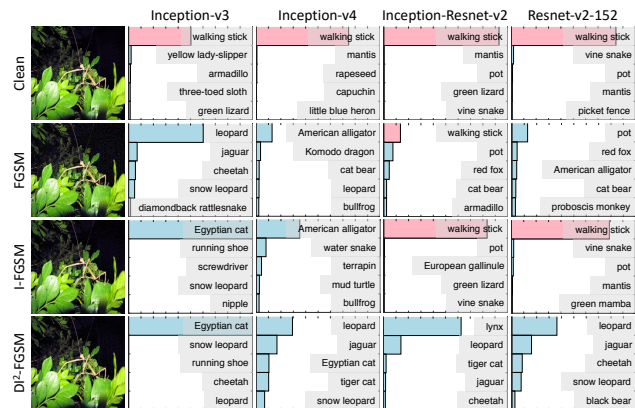 Inception-v3 Inception-v4 Inception-Resnet-v2 Resnet-v2-152
Clean
walking stick
yellow lady-slipper
armadillo
three-toed sloth
green lizard
walking stick
mantis
rapeseed
capuchin
little blue heron
walking stick
mantis
pot
green lizard
vine snake
walking stick
vine snake
pot
mantis
picket fence
FGSM
leopard
jaguar
cheetah
snow leopard
diamondback rattlesnake
American alligator
Komodo dragon
cat bear
leopard
bullfrog
walking stick
pot
red fox
cat bear
armadillo
pot
red fox
American alligator
cat bear
proboscis monkey
I-FGSM
Egyptian cat
running shoe
screwdriver
snow leopard
nipple
American alligator
water snake
terrapin
mud turtle
bullfrog
walking stick
pot
European gallinule
green lizard
vine snake
walking stick
vine snake
pot
mantis
green mamba
DI²-FGSM
Egyptian cat
snow leopard
running shoe
cheetah
leopard
leopard
jaguar
Egyptian cat
tiger cat
snow leopard
lynx
leopard
tiger cat
jaguar
cheetah
leopard
jaguar
cheetah
snow leopard
black bear